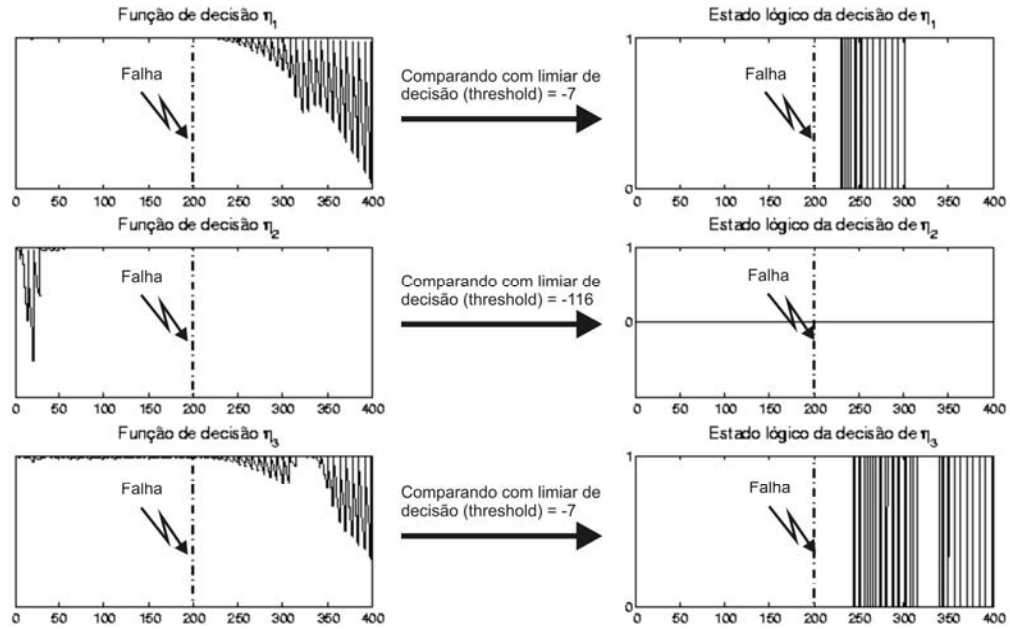 Função de decisão η1
Estado lógico da decisão de η1
1
Falha
Comparando com limiar de
decisão (threshold) = -7
Falha
0
0 50 100 150 200 250 300 350 400
0 50 100 150 200 250 300 350 400
Função de decisão η2
Estado lógico da decisão de η2
1
Falha
Comparando com limiar de
decisão (threshold) = -116
Falha
0
0 50 100 150 200 250 300 350 400
0 50 100 150 200 250 300 350 400
Função de decisão η3
Estado lógico da decisão de η3
1
Falha
Comparando com limiar de
decisão (threshold) = -7
Falha
0
0 50 100 150 200 250 300 350 400
0 50 100 150 200 250 300 350 400